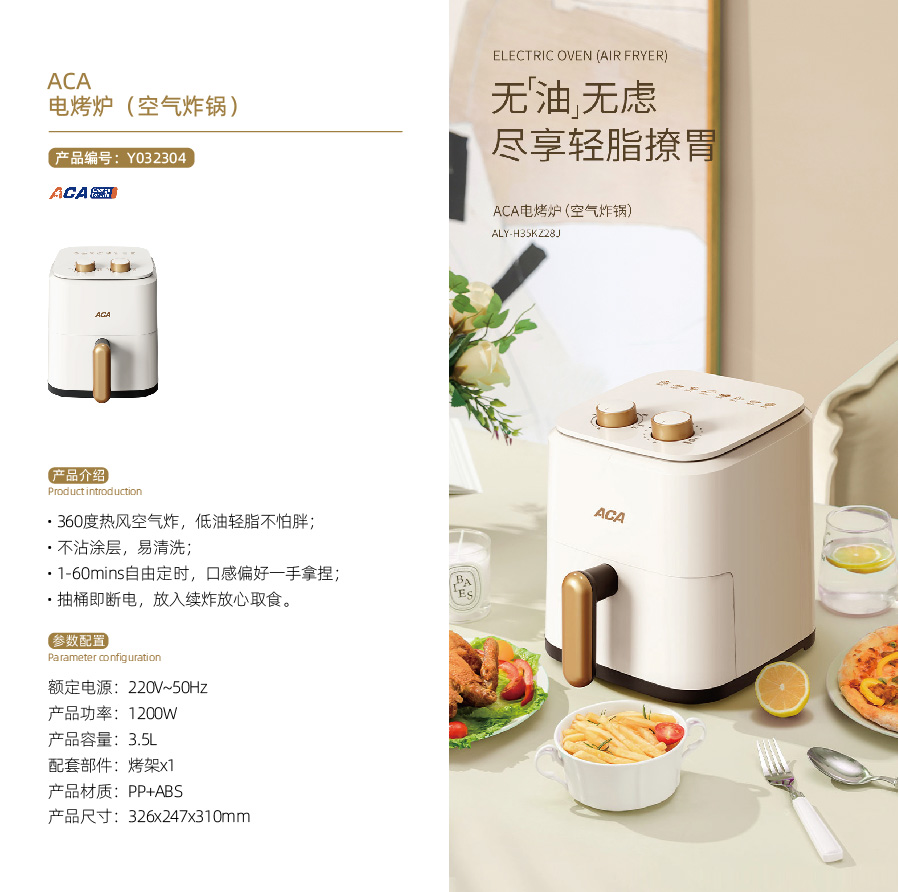 ACA
电烤炉（空气炸锅）
产品编号：Y032304
ACA
ACA
产品介绍
Product introduction
• 360度热风空气炸，低油轻脂不怕胖；
• 不沾涂层，易清洗；
• 1-60mins自由定时，口感偏好一手拿捏；
• 抽桶即断电，放入续炸放心取食。
参数配置
Parameter configuration
额定电源：220V~50Hz
产品功率：1200W
产品容量：3.5L
配套部件：烤架x1
产品材质：PP+ABS
产品尺寸：326x247x310mm
ELECTRIC OVEN (AIR FRYER)
无「油」无虑
尽享轻脂撩胃
ACA电烤炉（空气炸锅）
ALY-H35KZ28J
ACA